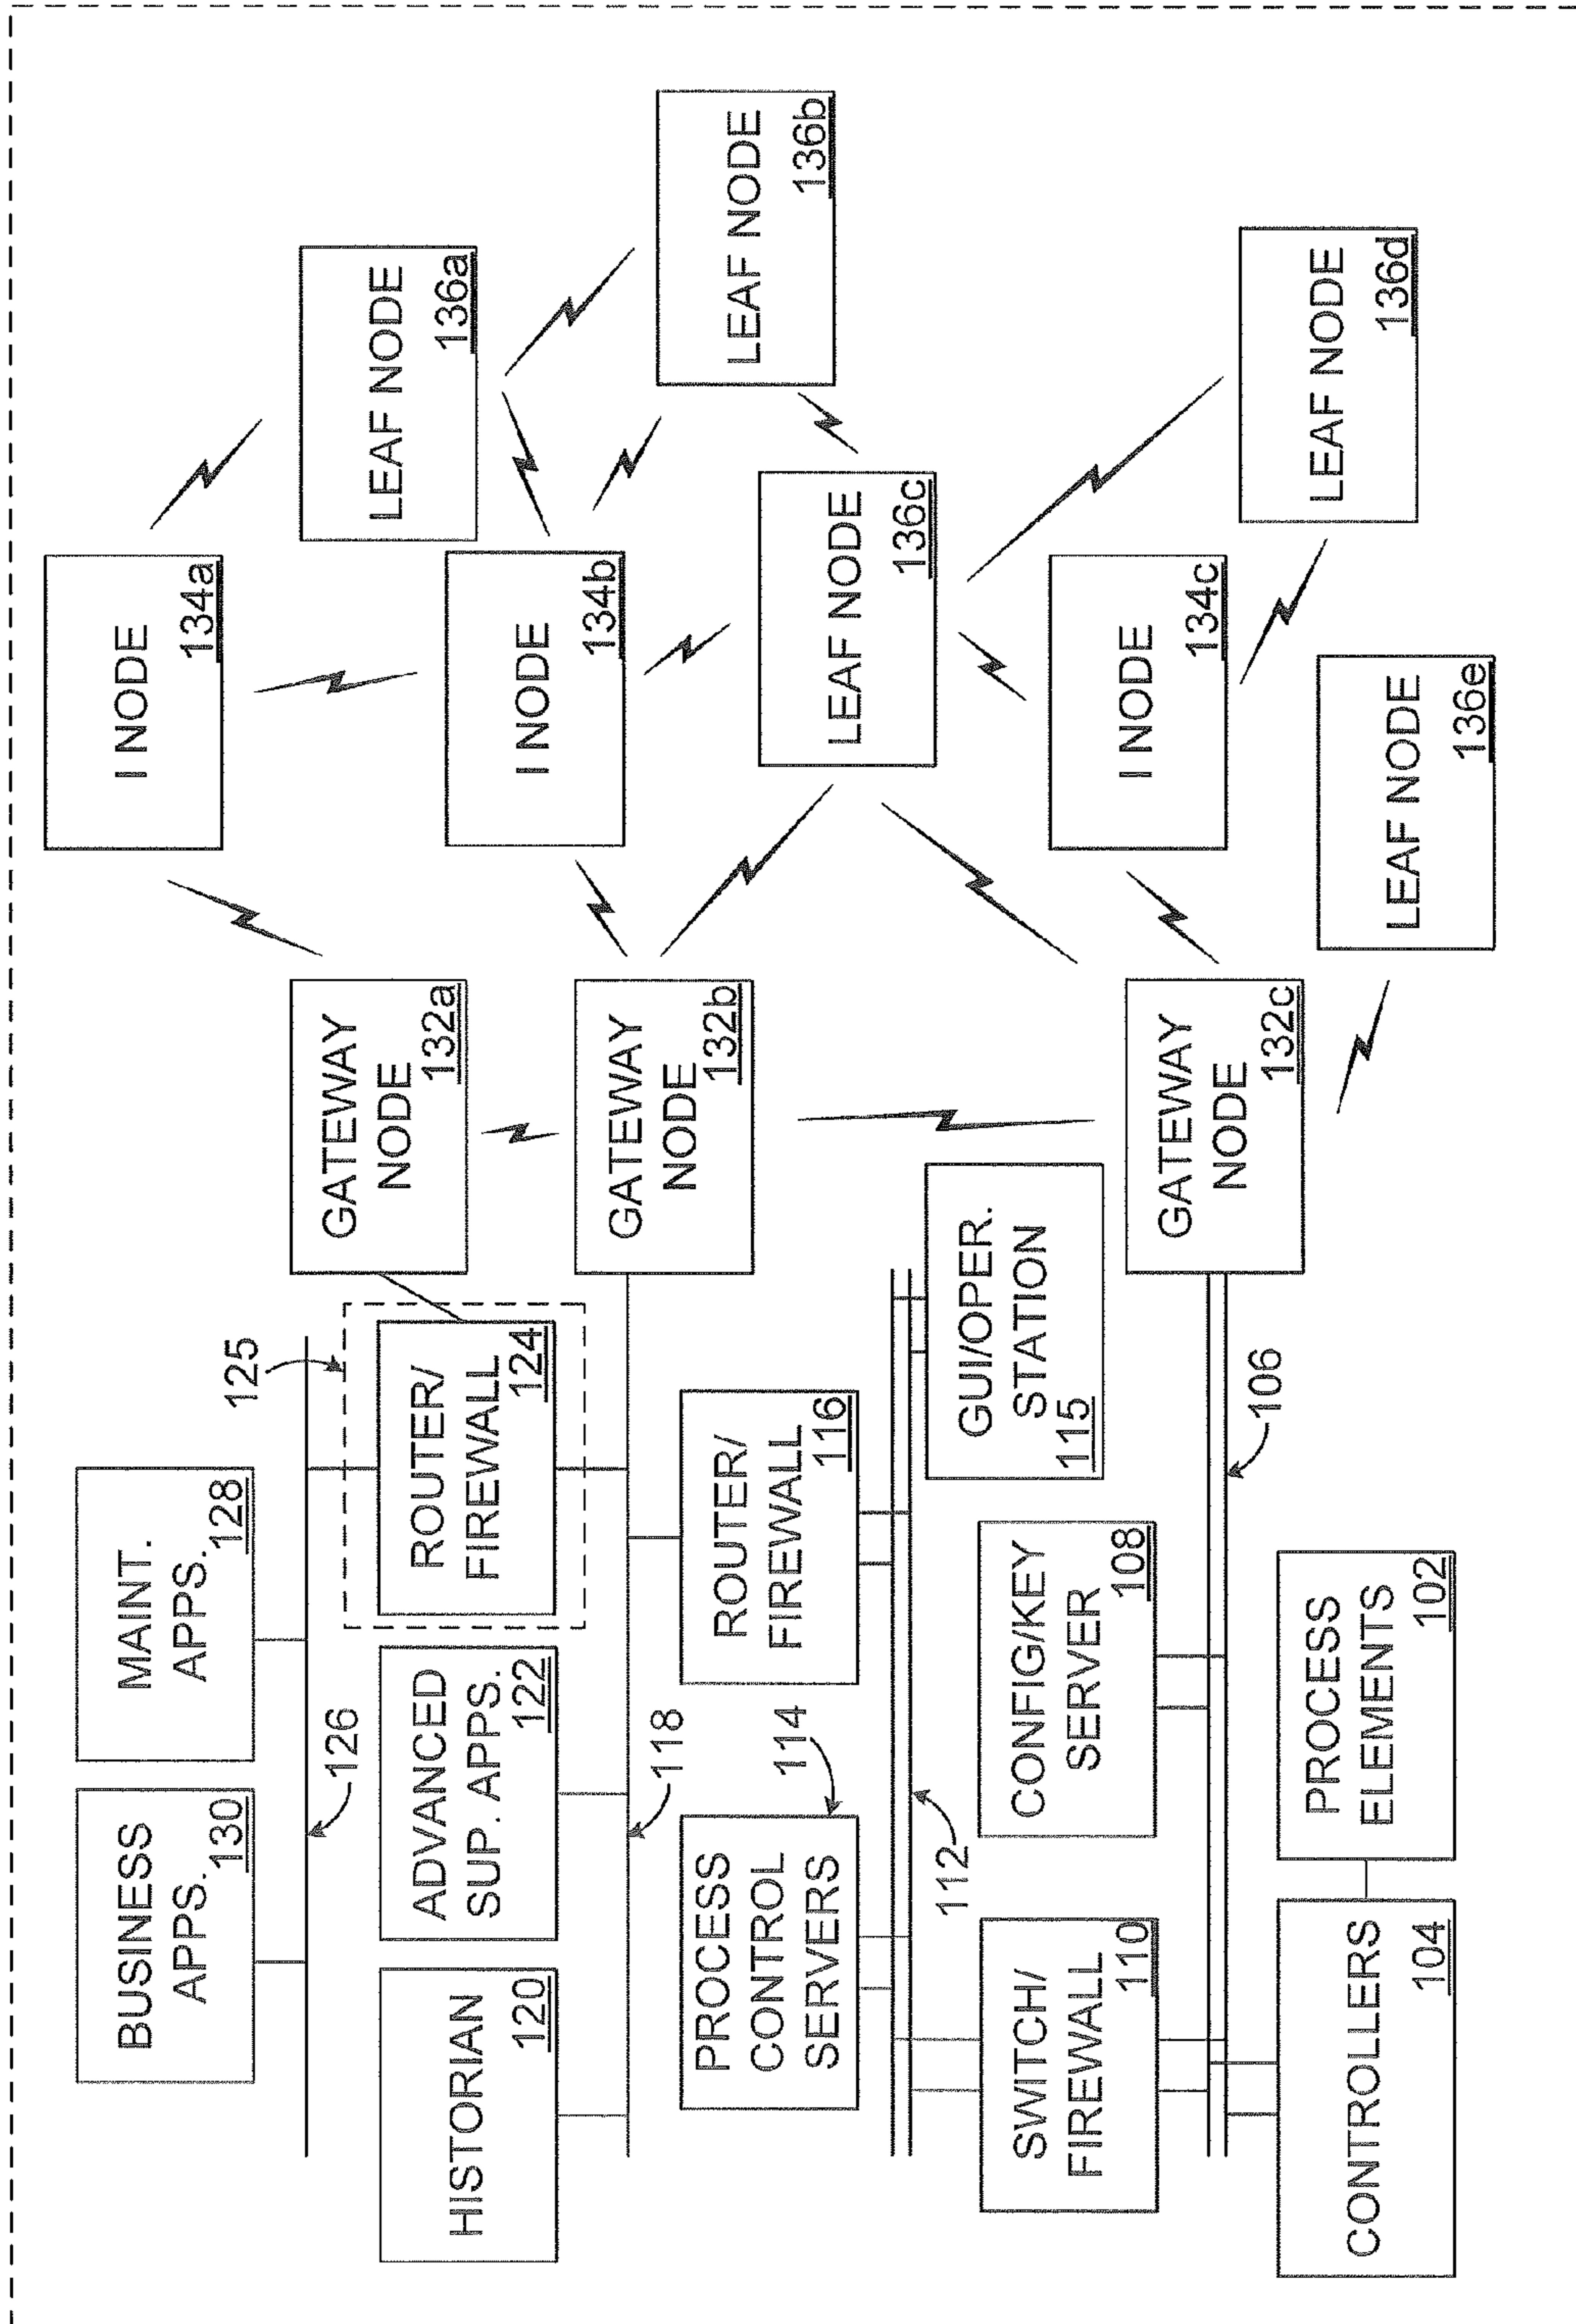 BUSINESS
APPS.
130
MAINT.
APPS.
128
I NODE
134a
125
126
HISTORIAN
120
ADVANCED
SUP. APPS.
122
ROUTER/
FIREWALL
124
GATEWAY
NODE
132a
LEAF NODE
136a
I NODE
134b
118
GATEWAY
NODE
132b
LEAF NODE
136b
PROCESS
CONTROL
SERVERS
114
ROUTER/
FIREWALL
116
LEAF NODE
136c
112
GUI/OPER.
STATION
115
SWITCH/
FIREWALL
110
CONFIG/KEY
SERVER
108
GATEWAY
NODE
132c
I NODE
134c
106
LEAF NODE
136d
CONTROLLERS
104
PROCESS
ELEMENTS
102
LEAF NODE
136e